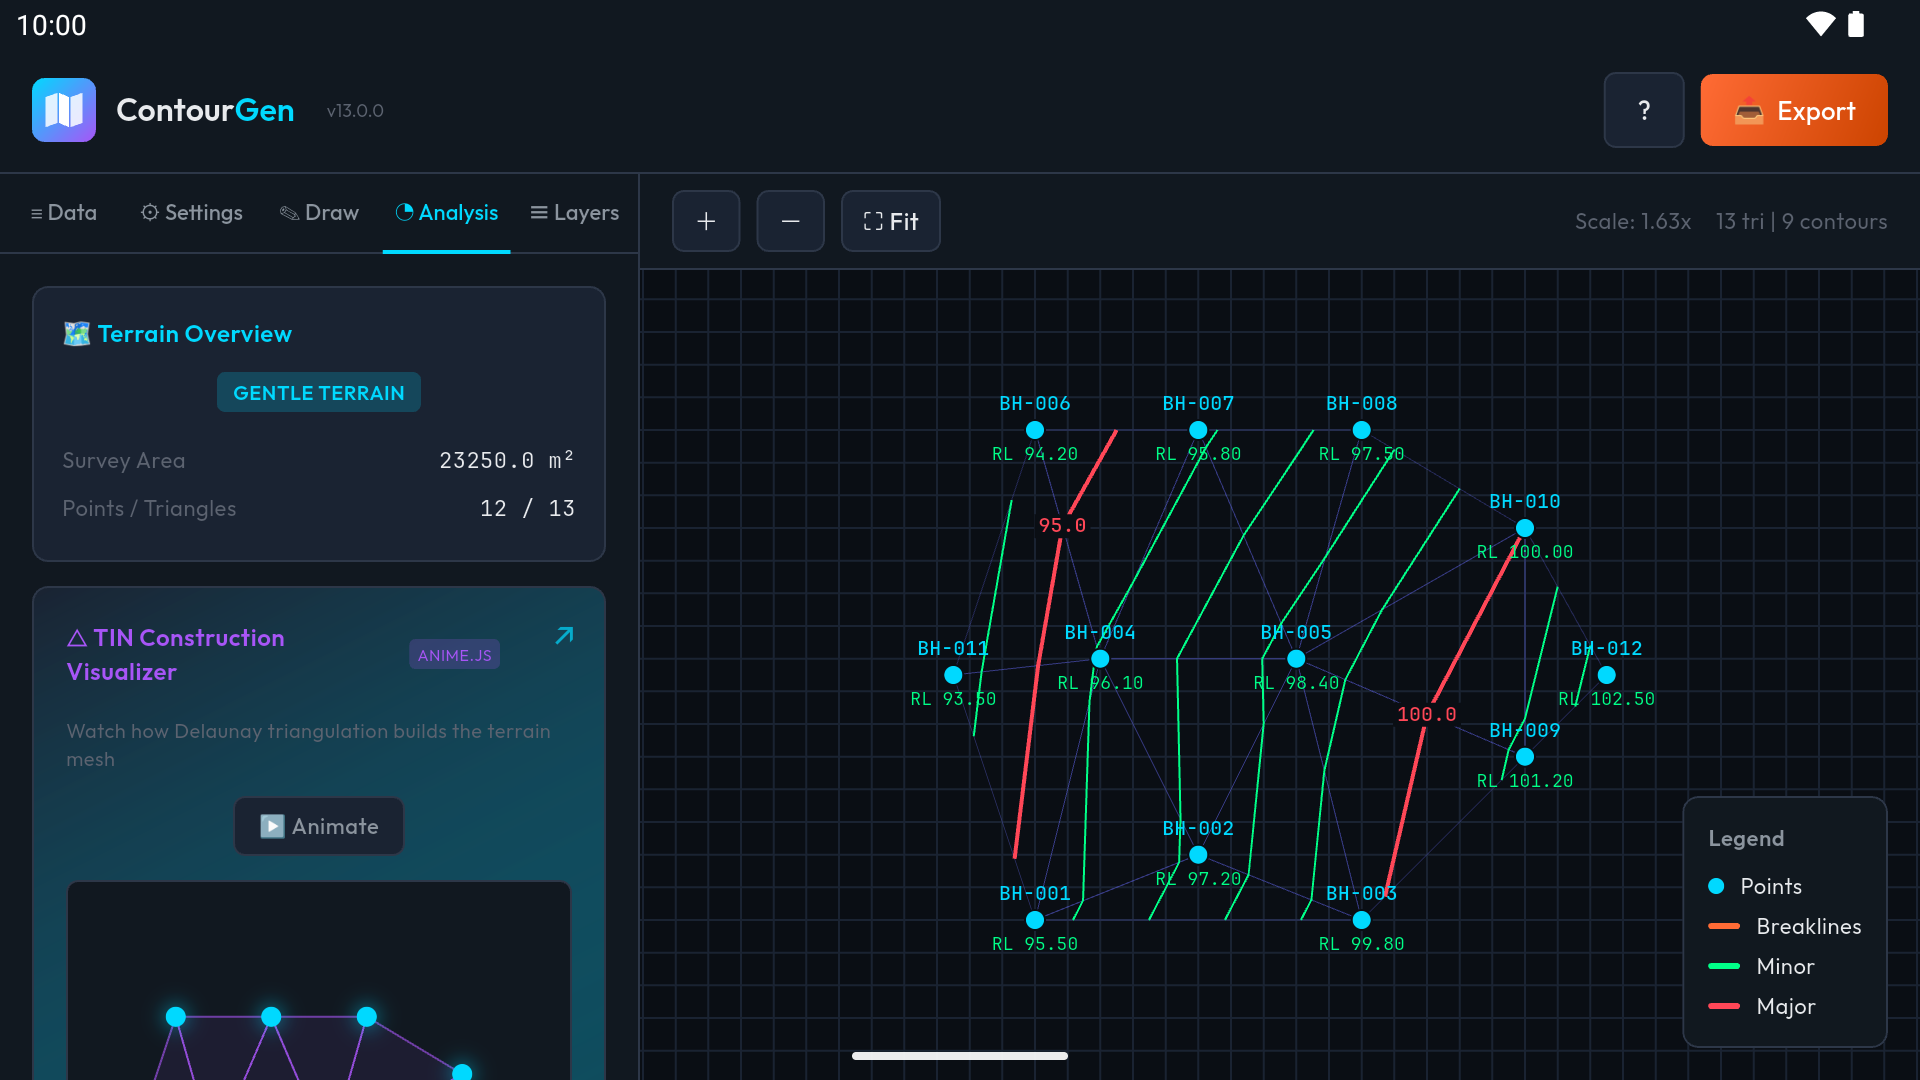 10:00
ContourGen v13.0.0
?
Export
Data
Settings
Draw
Analysis
Layers
+
−
Fit
Scale: 1.63x
13 tri | 9 contours
Terrain Overview
GENTLE TERRAIN
Survey Area 23250.0 m²
Points / Triangles 12 / 13
TIN Construction
Visualizer
ANIME.JS
Watch how Delaunay triangulation builds the terrain
mesh
Animate
BH-006
RL 94.20
BH-007
RL 95.80
BH-008
RL 97.50
BH-010
RL 100.00
95.0
BH-011
RL 93.50
BH-004
RL 96.10
BH-005
RL 98.40
BH-012
RL 102.50
100.0
BH-009
RL 101.20
BH-002
RL 97.20
BH-001
RL 95.50
BH-003
RL 99.80
Legend
Points
Breaklines
Minor
Major